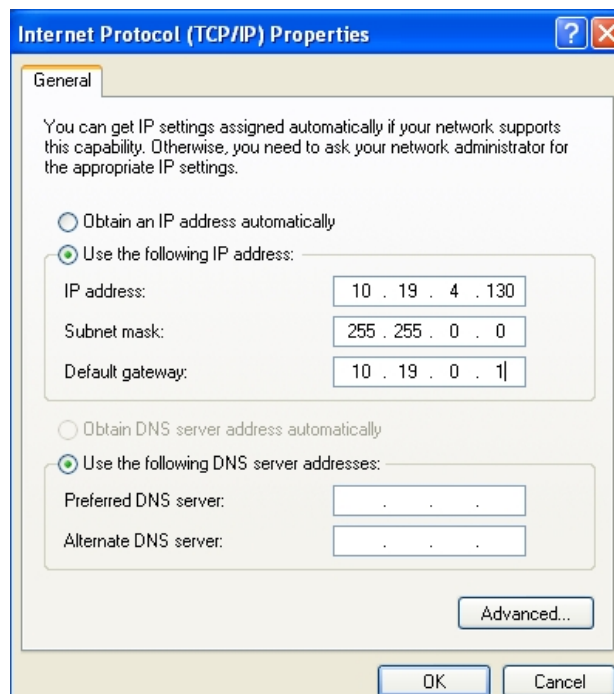 Internet Protocol (TCP/IP) Properties
General
You can get IP settings assigned automatically if your network supports
this capability. Otherwise, you need to ask your network administrator for
the appropriate IP settings.
Obtain an IP address automatically
Use the following IP address:
IP address: 10 . 19 . 4 . 130
Subnet mask: 255 . 255 . 0 . 0
Default gateway: 10 . 19 . 0 . 1
Obtain DNS server address automatically
Use the following DNS server addresses:
Preferred DNS server: . . .
Alternate DNS server: . . .
Advanced...
OK Cancel